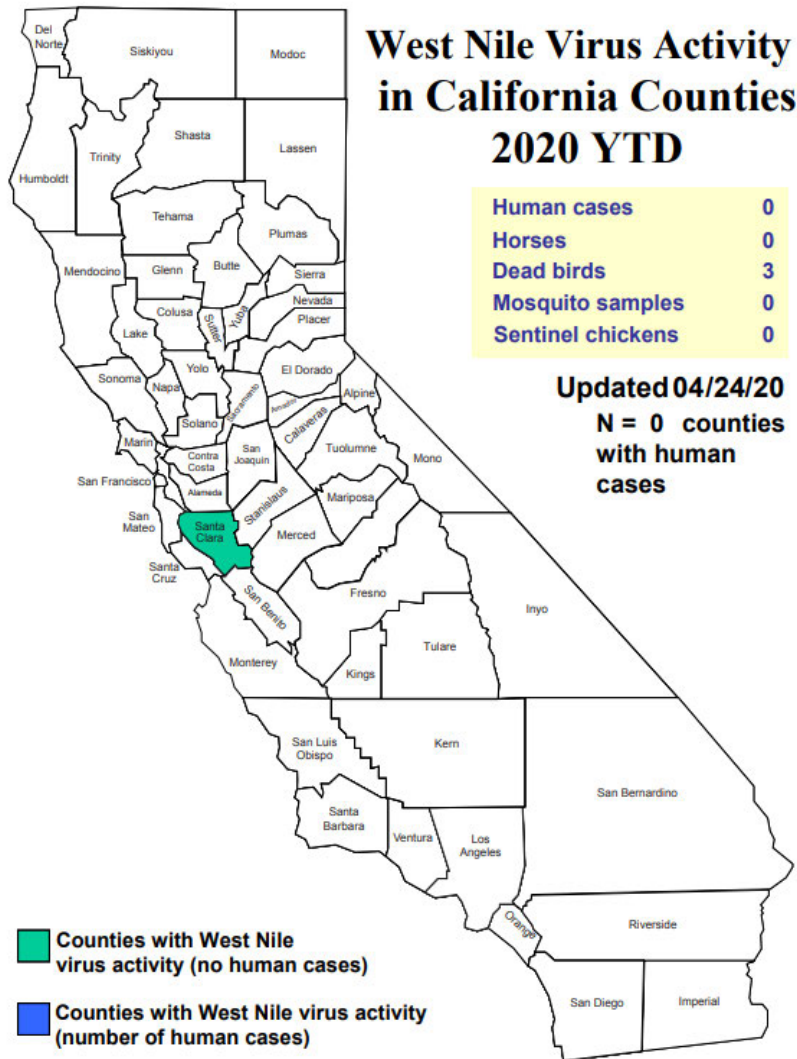 West Nile Virus Activity
in California Counties
2020 YTD
Human cases 0
Horses 0
Dead birds 3
Mosquito samples 0
Sentinel chickens 0
Updated 04/24/20
N = 0 counties
with human
cases
Del
Norte
Siskiyou
Modoc
Humboldt
Trinity
Shasta
Lassen
Tehama
Plumas
Mendocino
Glenn
Butte
Sierra
Colusa
Nevada
Lake
Sutter
Yuba
Placer
Sonoma
Napa
Yolo
Sacramento
El Dorado
Solano
Amador
Alpine
Marin
Calaveras
Contra
Costa
San
Joaquin
Tuolumne
Mono
San Francisco
Alameda
Stanislaus
Mariposa
San
Mateo
Santa
Clara
Merced
Santa
Cruz
San Benito
Fresno
Inyo
Monterey
Kings
Tulare
San Luis
Obispo
Kern
San Bernardino
Santa
Barbara
Ventura
Los
Angeles
Orange
Riverside
San Diego
Imperial
Counties with West Nile
virus activity (no human cases)
Counties with West Nile virus activity
(number of human cases)